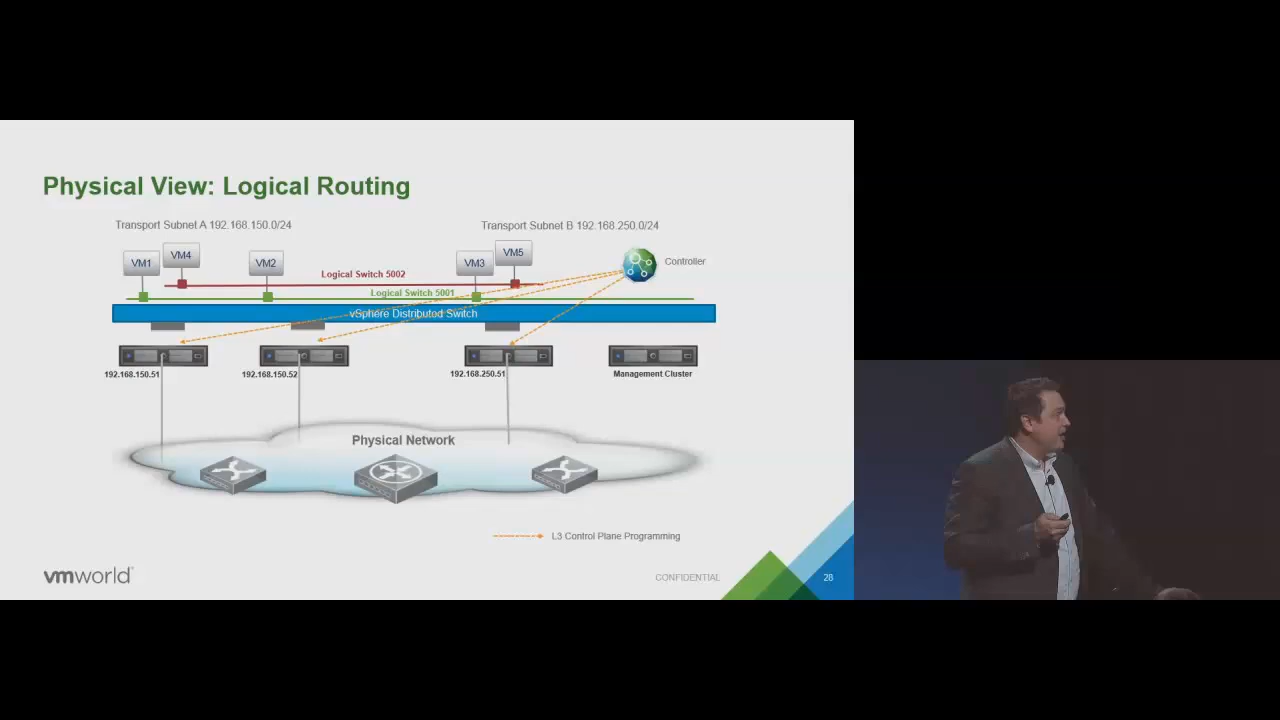 Physical View: Logical Routing
Transport Subnet A 192.168.150.0/24
Transport Subnet B 192.168.250.0/24
VM1
VM4
VM2
VM3
VM5
Controller
Logical Switch 5002
Logical Switch 5001
vSphere Distributed Switch
192.168.150.51
192.168.150.52
192.168.250.51
Management Cluster
Physical Network
L3 Control Plane Programming
vmworld
CONFIDENTIAL
28